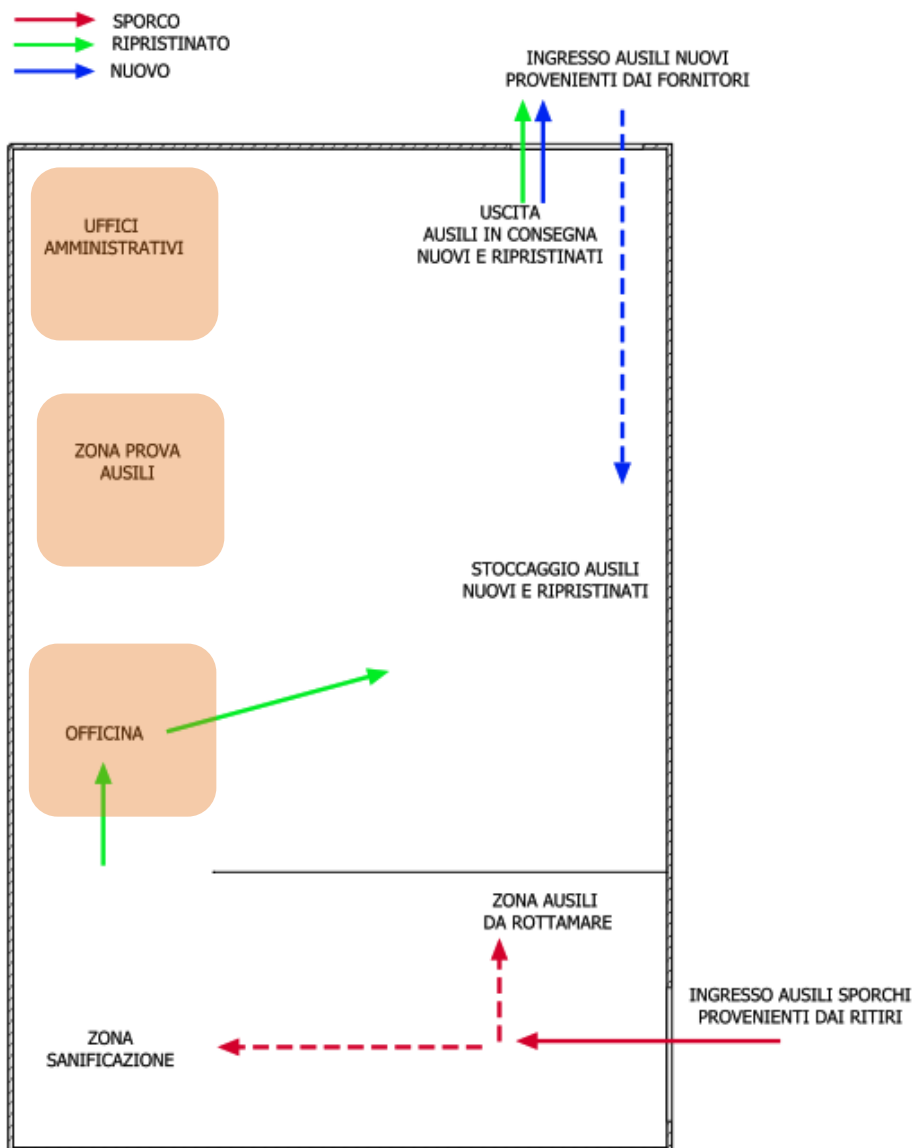 SPORCO
RIPRISTINATO
NUOVO
INGRESSO AUSILI NUOVI
PROVENIENTI DAI FORNITORI
UFFICI
AMMINISTRATIVI
USCITA
AUSILI IN CONSEGNA
NUOVI E RIPRISTINATI
ZONA PROVA
AUSILI
STOCCAGGIO AUSILI
NUOVI E RIPRISTINATI
OFFICINA
ZONA AUSILI
DA ROTTAMARE
INGRESSO AUSILI SPORCHI
PROVENIENTI DAI RITIRI
ZONA
SANIFICAZIONE